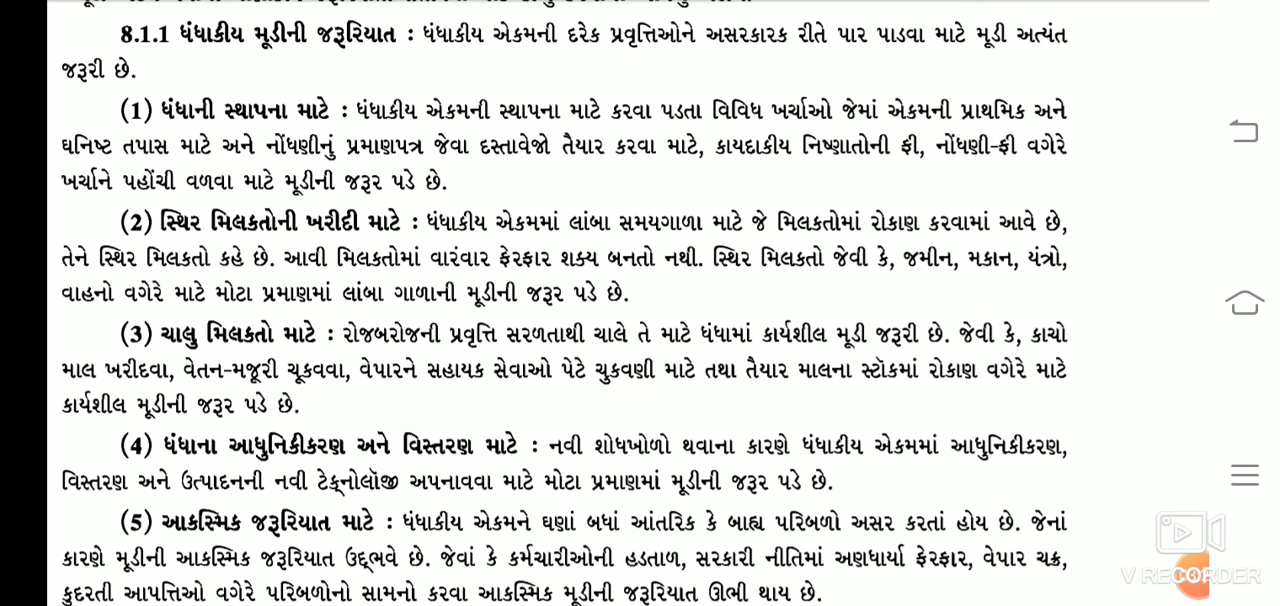 8.1.1 ધંધાકીય મૂડીની જરૂરિયાત : ધંધાકીય એકમની દરેક પ્રવૃત્તિઓને અસરકારક રીતે પાર પાડવા માટે મૂડી અત્યંત
જરૂરી છે.
(1) ધંધાની સ્થાપના માટે : ધંધાકીય એકમની સ્થાપના માટે કરવા પડતા વિવિધ ખર્ચાઓ જેમાં એકમની પ્રાથમિક અને
ઘનિષ્ટ તપાસ માટે અને નોંધણીનું પ્રમાણપત્ર જેવા દસ્તાવેજો તૈયાર કરવા માટે, કાયદાકીય નિષ્ણાતોની ફી, નોંધણી-ફી વગેરે
ખર્ચાને પહોંચી વળવા માટે મૂડીની જરૂર પડે છે.
(2) સ્થિર મિલકતોની ખરીદી માટે : ધંધાકીય એકમમાં લાંબા સમયગાળા માટે જે મિલકતોમાં રોકાણ કરવામાં આવે છે,
તેને સ્થિર મિલકતો કહે છે. આવી મિલકતોમાં વારંવાર ફેરફાર શક્ય બનતો નથી. સ્થિર મિલકતો જેવી કે, જમીન, મકાન, યંત્રો,
વાહનો વગેરે માટે મોટા પ્રમાણમાં લાંબા ગાળાની મૂડીની જરૂર પડે છે.
(3) ચાલુ મિલકતો માટે : રોજબરોજની પ્રવૃત્તિ સરળતાથી ચાલે તે માટે ધંધામાં કાર્યશીલ મૂડી જરૂરી છે. જેવી કે, કાચો
માલ ખરીદવા, વેતન-મજૂરી ચૂકવવા, વેપારને સહાયક સેવાઓ પેટે ચુકવણી માટે તથા તૈયાર માલના સ્ટૉકમાં રોકાણ વગેરે માટે
કાર્યશીલ મૂડીની જરૂર પડે છે.
(4) ધંધાના આધુનિકીકરણ અને વિસ્તરણ માટે : નવી શોધખોળો થવાના કારણે ધંધાકીય એકમમાં આધુનિકીકરણ,
વિસ્તરણ અને ઉત્પાદનની નવી ટેક્નોલૉજી અપનાવવા માટે મોટા પ્રમાણમાં મૂડીની જરૂર પડે છે.
(5) આકસ્મિક જરૂરિયાત માટે : ધંધાકીય એકમને ઘણાં બધાં આંતરિક કે બાહ્ય પરિબળો અસર કરતાં હોય છે. જેનાં
કારણે મૂડીની આકસ્મિક જરૂરિયાત ઉદ્ભવે છે. જેવાં કે કર્મચારીઓની હડતાળ, સરકારી નીતિમાં અણધાર્યા ફેરફાર, વેપાર ચક્ર,
કુદરતી આપત્તિઓ વગેરે પરિબળોનો સામનો કરવા આકસ્મિક મૂડીની જરૂરિયાત ઊભી થાય છે.
V RECORDER